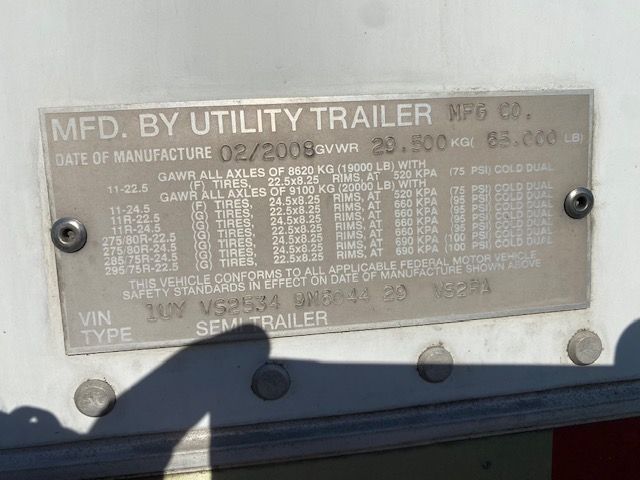 MFD. BY UTILITY TRAILER MFG CO.
DATE OF MANUFACTURE 02/2008 GVWR 29.500 KG( 65.000 LB)
GAWR ALL AXLES OF 8620 KG (19000 LB) WITH
11-22.5 (F) TIRES, 22.5x8.25 RIMS, AT 520 KPA (75 PSI) COLD DUAL
GAWR ALL AXLES OF 9100 KG (20000 LB) WITH
11-24.5 (F) TIRES, 24.5x8.25 RIMS, AT 520 KPA (75 PSI) COLD DUAL
11R-22.5 (G) TIRES, 22.5x8.25 RIMS, AT 660 KPA (95 PSI) COLD DUAL
11R-24.5 (G) TIRES, 24.5x8.25 RIMS, AT 660 KPA (95 PSI) COLD DUAL
275/80R-22.5 (G) TIRES, 22.5x8.25 RIMS, AT 660 KPA (95 PSI) COLD DUAL
275/80R-24.5 (G) TIRES, 24.5x8.25 RIMS, AT 660 KPA (95 PSI) COLD DUAL
285/75R-24.5 (G) TIRES, 24.5x8.25 RIMS, AT 660 KPA (95 PSI) COLD DUAL
295/75R-22.5 (G) TIRES, 22.5x8.25 RIMS, AT 690 KPA (100 PSI) COLD DUAL
THIS VEHICLE CONFORMS TO ALL APPLICABLE FEDERAL MOTOR VEHICLE
SAFETY STANDARDS IN EFFECT ON DATE OF MANUFACTURE SHOWN ABOVE
VIN 1UY VS2534 9M6 44 29 VS2RA
TYPE SEMI TRAILER